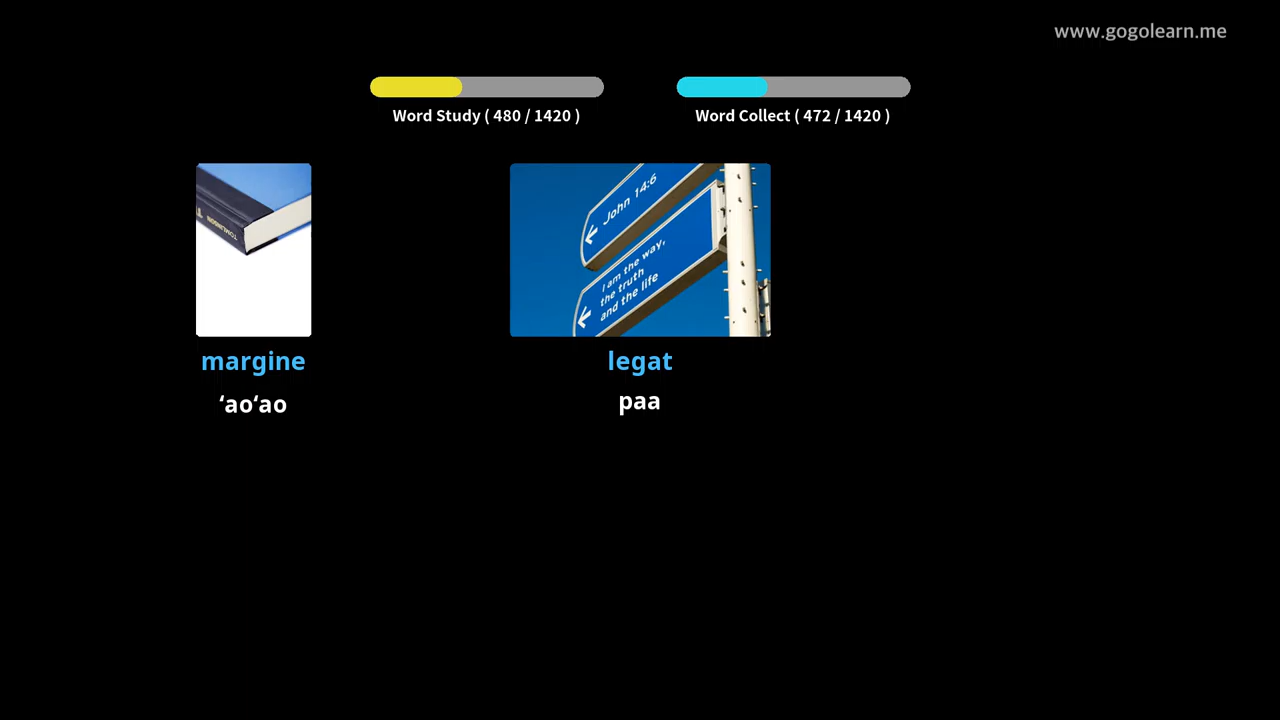 www.gogolearn.me
Word Study ( 480 / 1420 )
Word Collect ( 472 / 1420 )
TOMLINSON
John 14:6
I am the way,
the truth
and the life
margine
legat
ʻaoʻao
paa